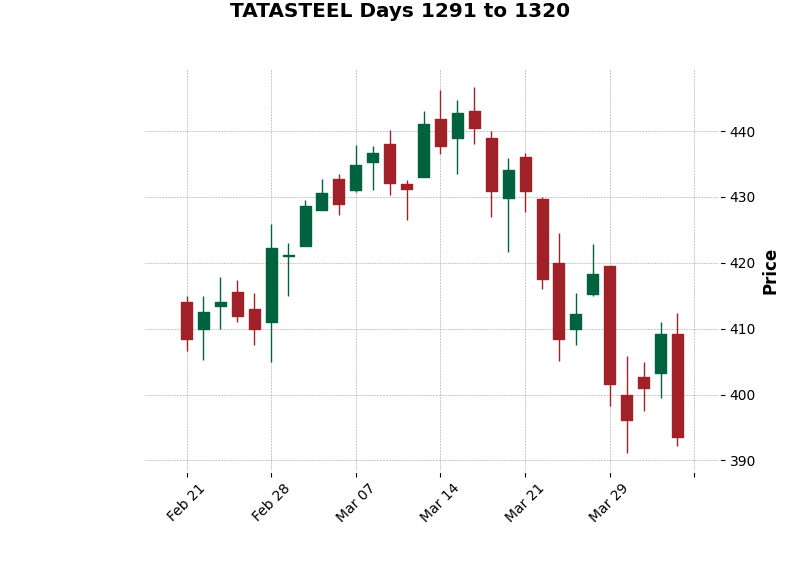 TATASTEEL Days 1291 to 1320
440
430
420
410
400
390
Price
Feb 21
Feb 28
Mar 07
Mar 14
Mar 21
Mar 29